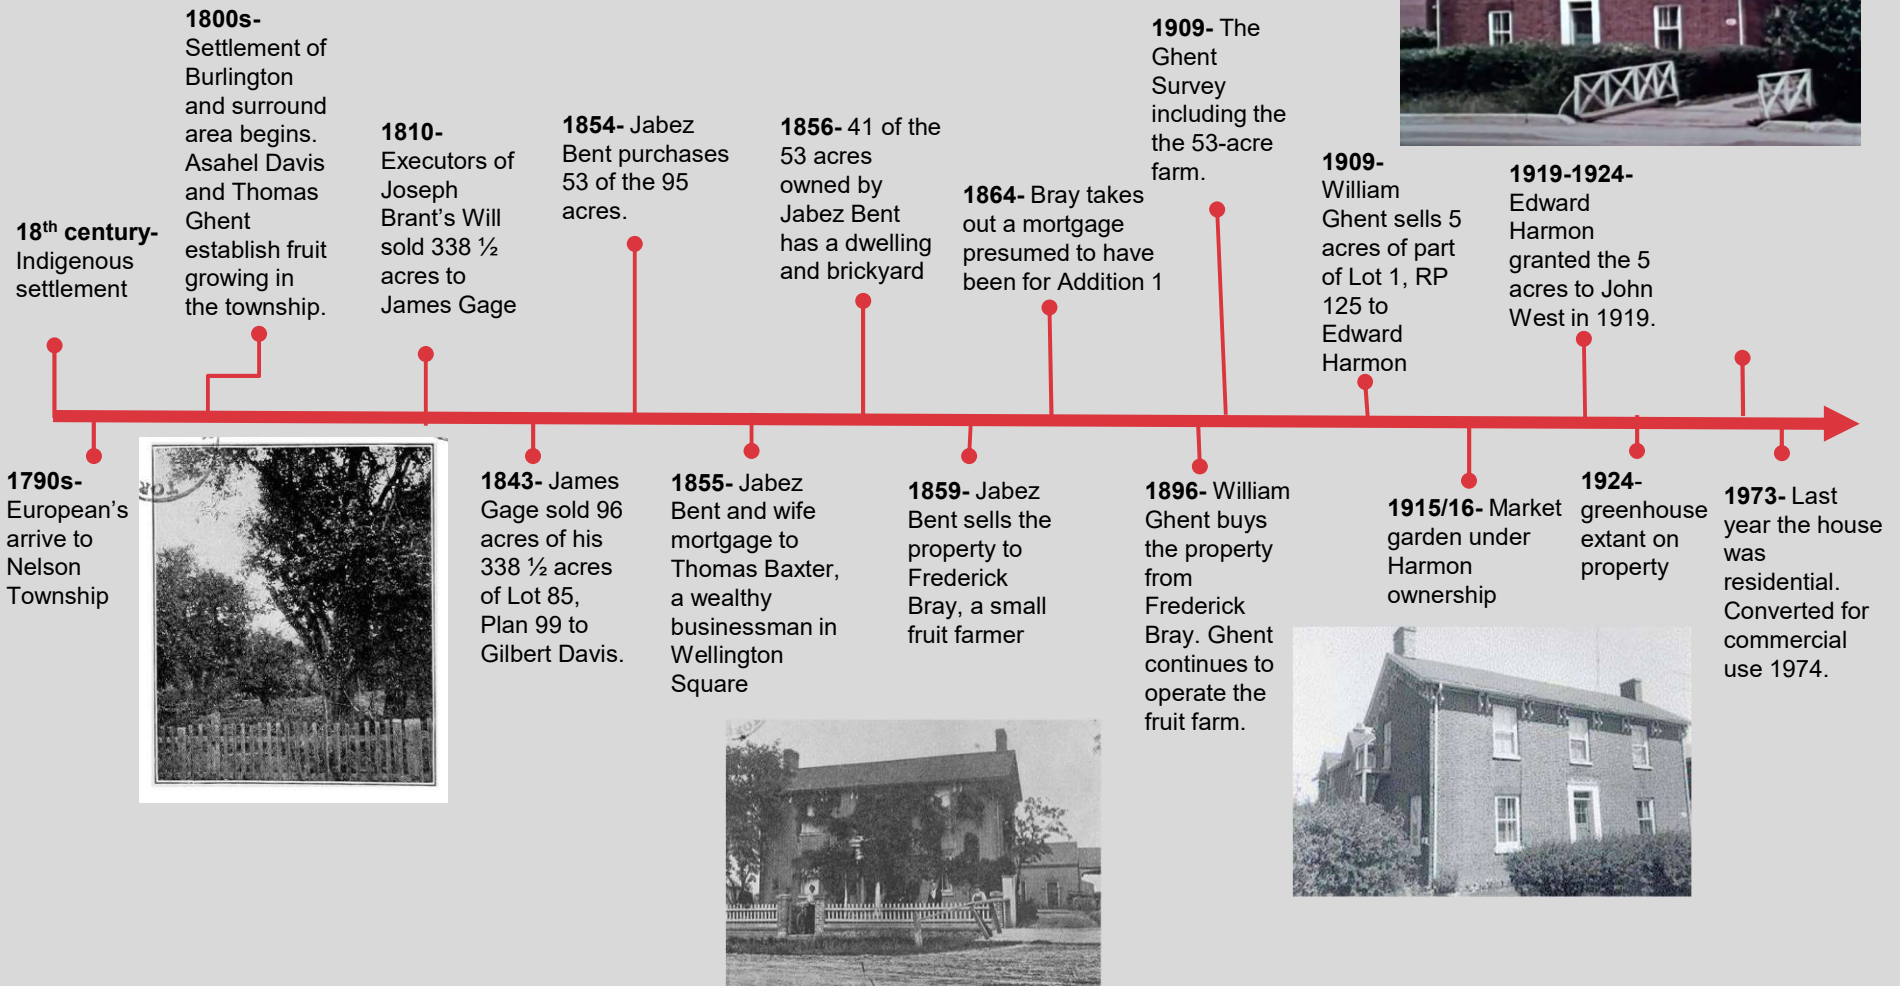 18th century-
Indigenous
settlement
1800s-
Settlement of
Burlington
and surround
area begins.
Asahel Davis
and Thomas
Ghent
establish fruit
growing in
the township.
1810-
Executors of
Joseph
Brant’s Will
sold 338 ½
acres to
James Gage
1854- Jabez
Bent purchases
53 of the 95
acres.
1856- 41 of the
53 acres
owned by
Jabez Bent
has a dwelling
and brickyard
1864- Bray takes
out a mortgage
presumed to have
been for Addition 1
1909- The
Ghent
Survey
including the
the 53-acre
farm.
1909-
William
Ghent sells 5
acres of part
of Lot 1, RP
125 to
Edward
Harmon
1919-1924-
Edward
Harmon
granted the 5
acres to John
West in 1919.
1790s-
European’s
arrive to
Nelson
Township
1843- James
Gage sold 96
acres of his
338 ½ acres
of Lot 85,
Plan 99 to
Gilbert Davis.
1855- Jabez
Bent and wife
mortgage to
Thomas Baxter,
a wealthy
businessman in
Wellington
Square
1859- Jabez
Bent sells the
property to
Frederick
Bray, a small
fruit farmer
1896- William
Ghent buys
the property
from
Frederick
Bray. Ghent
continues to
operate the
fruit farm.
1915/16- Market
garden under
Harmon
ownership
1924-
greenhouse
extant on
property
1973- Last
year the house
was
residential.
Converted for
commercial
use 1974.